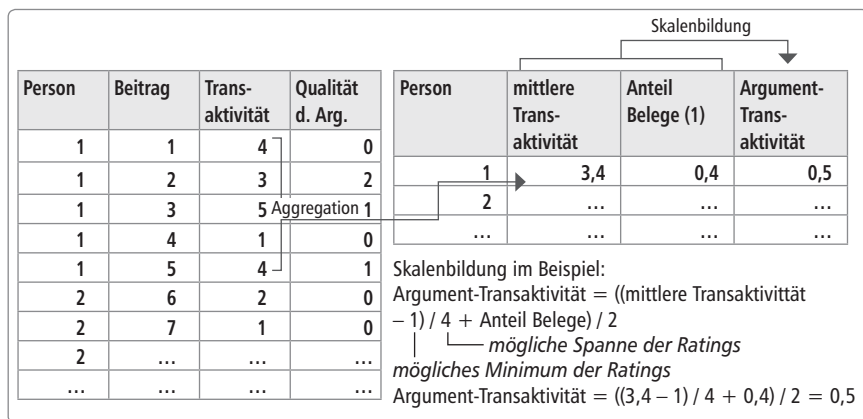 Skalenbildung
Person Beitrag Trans- Qualität
aktivität d. Arg.
1 1 4 0
1 2 3 2
1 3 5 Aggregation 1
1 4 1 0
1 5 4 1
2 6 2 0
2 7 1 0
2 ... ... ...
... ... ... ...
Person mittlere Anteil Argument-
Trans- Belege (1) Trans-
aktivität aktivität
1 3,4 0,4 0,5
2 ... ... ...
... ... ... ...
Skalenbildung im Beispiel:
Argument-Transaktivität = ((mittlere Transaktivittät
– 1) / 4 + Anteil Belege) / 2
mögliche Spanne der Ratings
mögliches Minimum der Ratings
Argument-Transaktivität = ((3,4 – 1) / 4 + 0,4) / 2 = 0,5